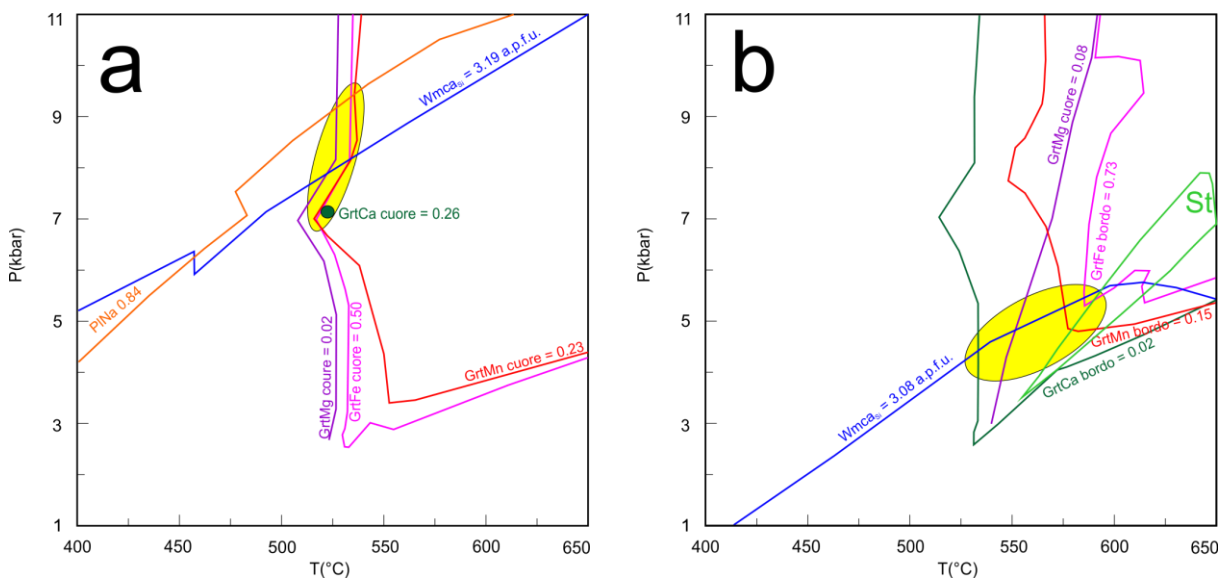 a
11
9
7
5
3
1
P(kbar)
400
450
500
550
600
650
T(°C)
Wmca_Si = 3.19 a.p.f.u.
GrtCa cuore = 0.26
PlNa 0.84
GrtMg coure = 0.02
GrtFe cuore = 0.50
GrtMn cuore = 0.23
b
11
9
7
5
3
1
P(kbar)
400
450
500
550
600
650
T(°C)
GrtMg cuore = 0.08
GrtFe bordo = 0.73
St
GrtMn bordo = 0.15
GrtCa bordo = 0.02
Wmca_Si = 3.08 a.p.f.u.